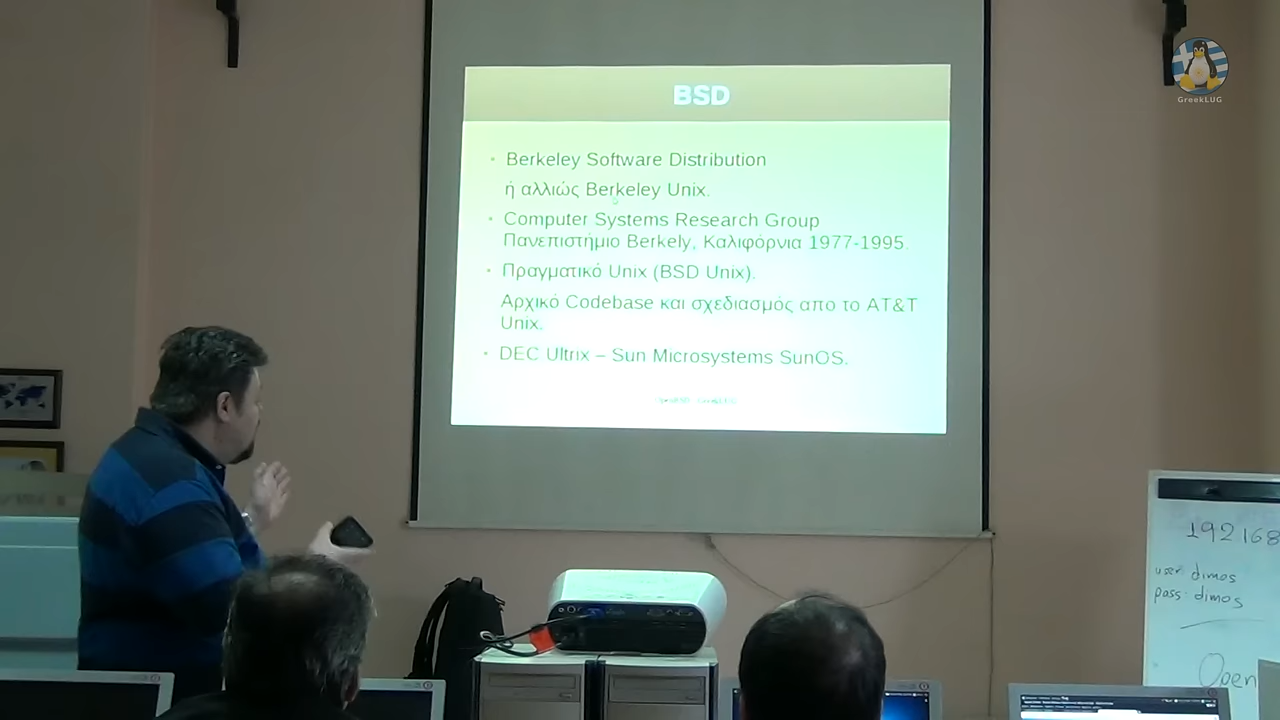 BSD
GreekLUG
• Berkeley Software Distribution
ή αλλιώς Berkeley Unix.
• Computer Systems Research Group
Πανεπιστήμιο Berkely, Καλιφόρνια 1977-1995.
• Πραγματικό Unix (BSD Unix).
Αρχικό Codebase και σχεδιασμός απο το AT&T
Unix.
• DEC Ultrix – Sun Microsystems SunOS.
192168
user: dimos
pass: dimos
Open